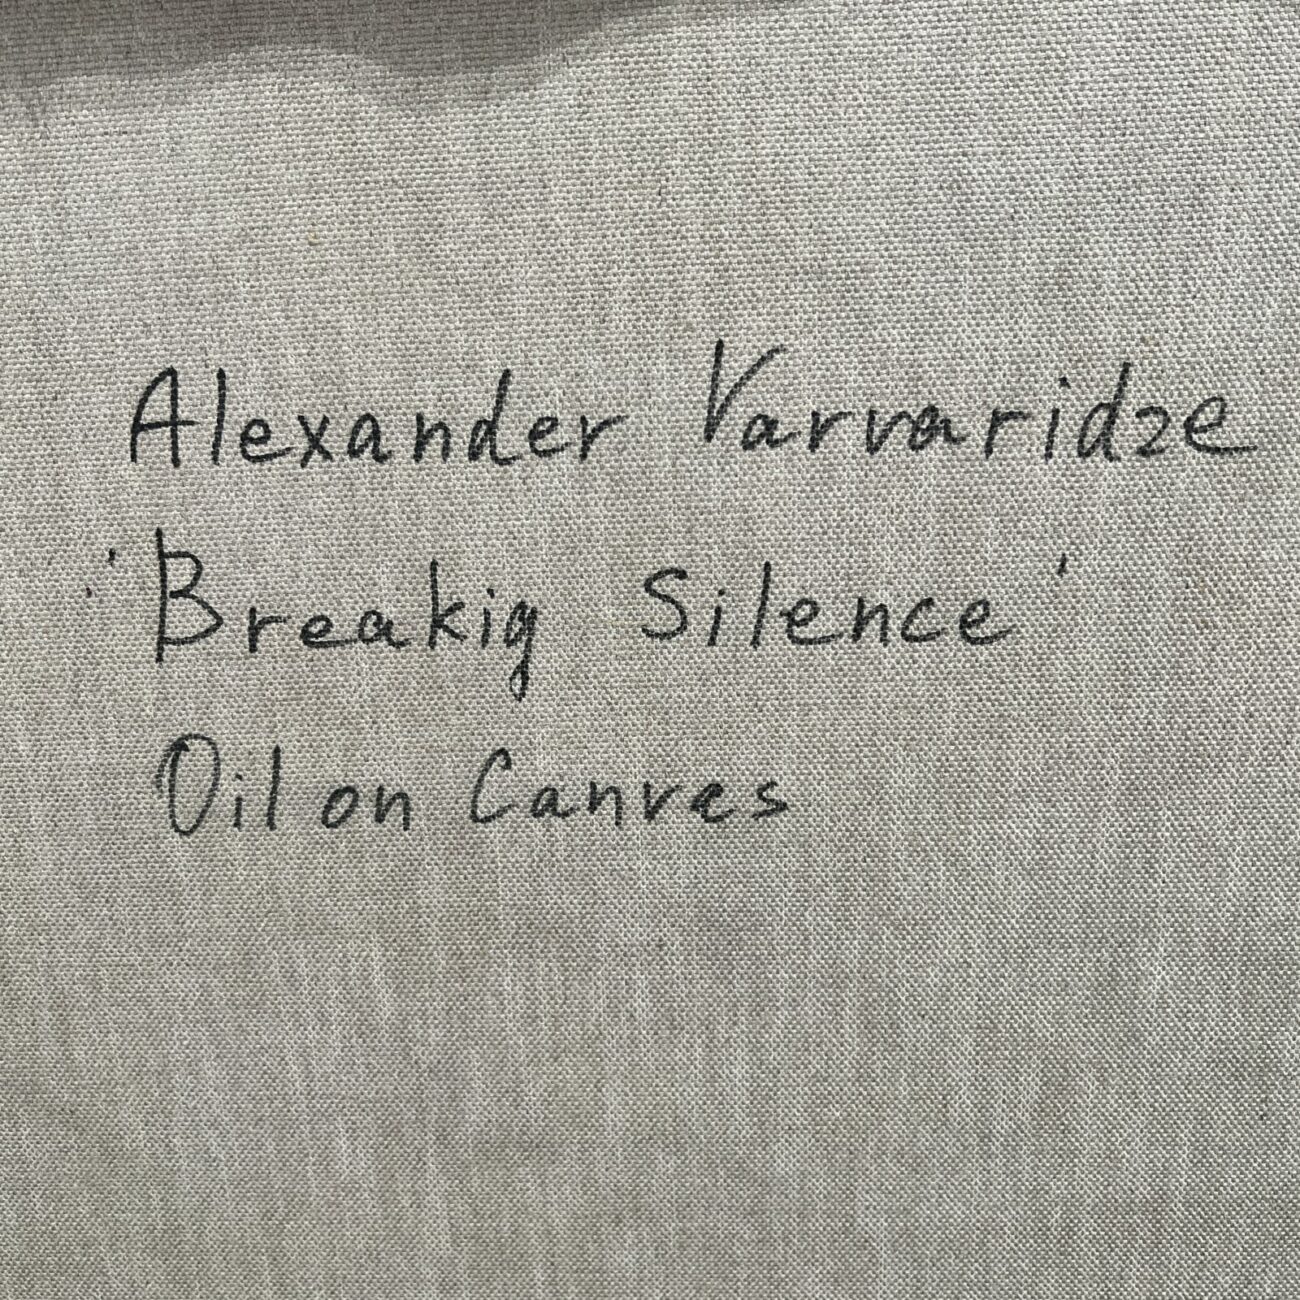 Alexander Varvaridze
'Breakig Silence'
Oil on Canves